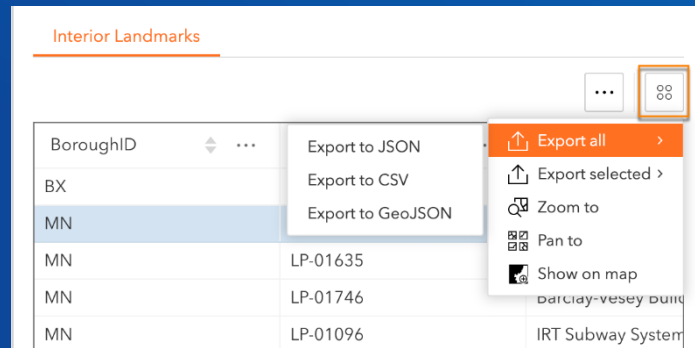 Interior Landmarks
BoroughID
Export to JSON
Export to CSV
Export to GeoJSON
Export all
Export selected
Zoom to
Pan to
Show on map
BX
MN
MN LP-01635
MN LP-01746 Barclay-Vesey Build
MN LP-01096 IRT Subway System